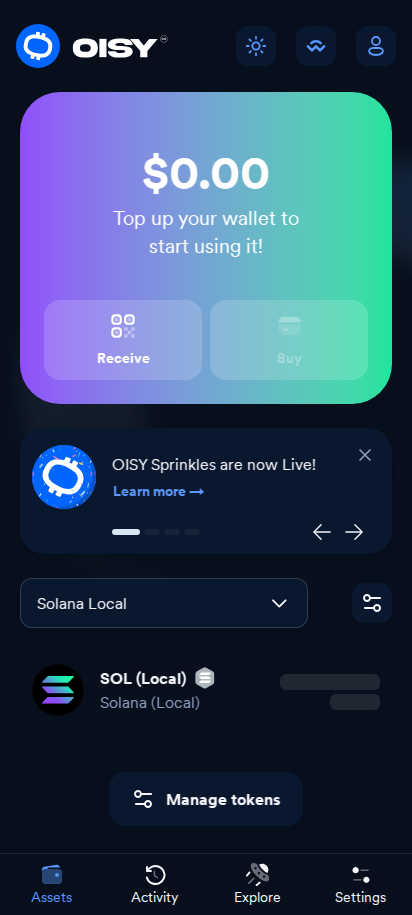 OISY
$0.00
Top up your wallet to
start using it!
Receive
Buy
OISY Sprinkles are now Live!
Learn more →
Solana Local
SOL (Local)
Solana (Local)
Manage tokens
Assets
Activity
Explore
Settings